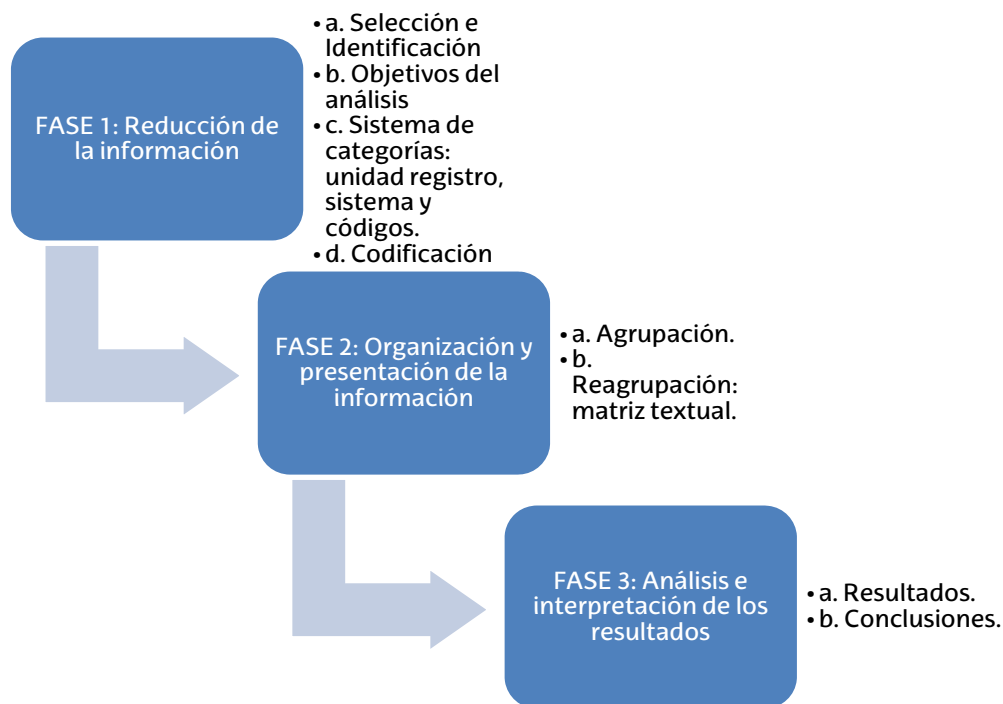 FASE 1: Reducción de
la información
• a. Selección e
Identificación
• b. Objetivos del
análisis
• c. Sistema de
categorías:
unidad registro,
sistema y
códigos.
• d. Codificación
FASE 2: Organización y
presentación de la
información
• a. Agrupación.
• b.
Reagrupación:
matriz textual.
FASE 3: Análisis e
interpretación de los
resultados
• a. Resultados.
• b. Conclusiones.